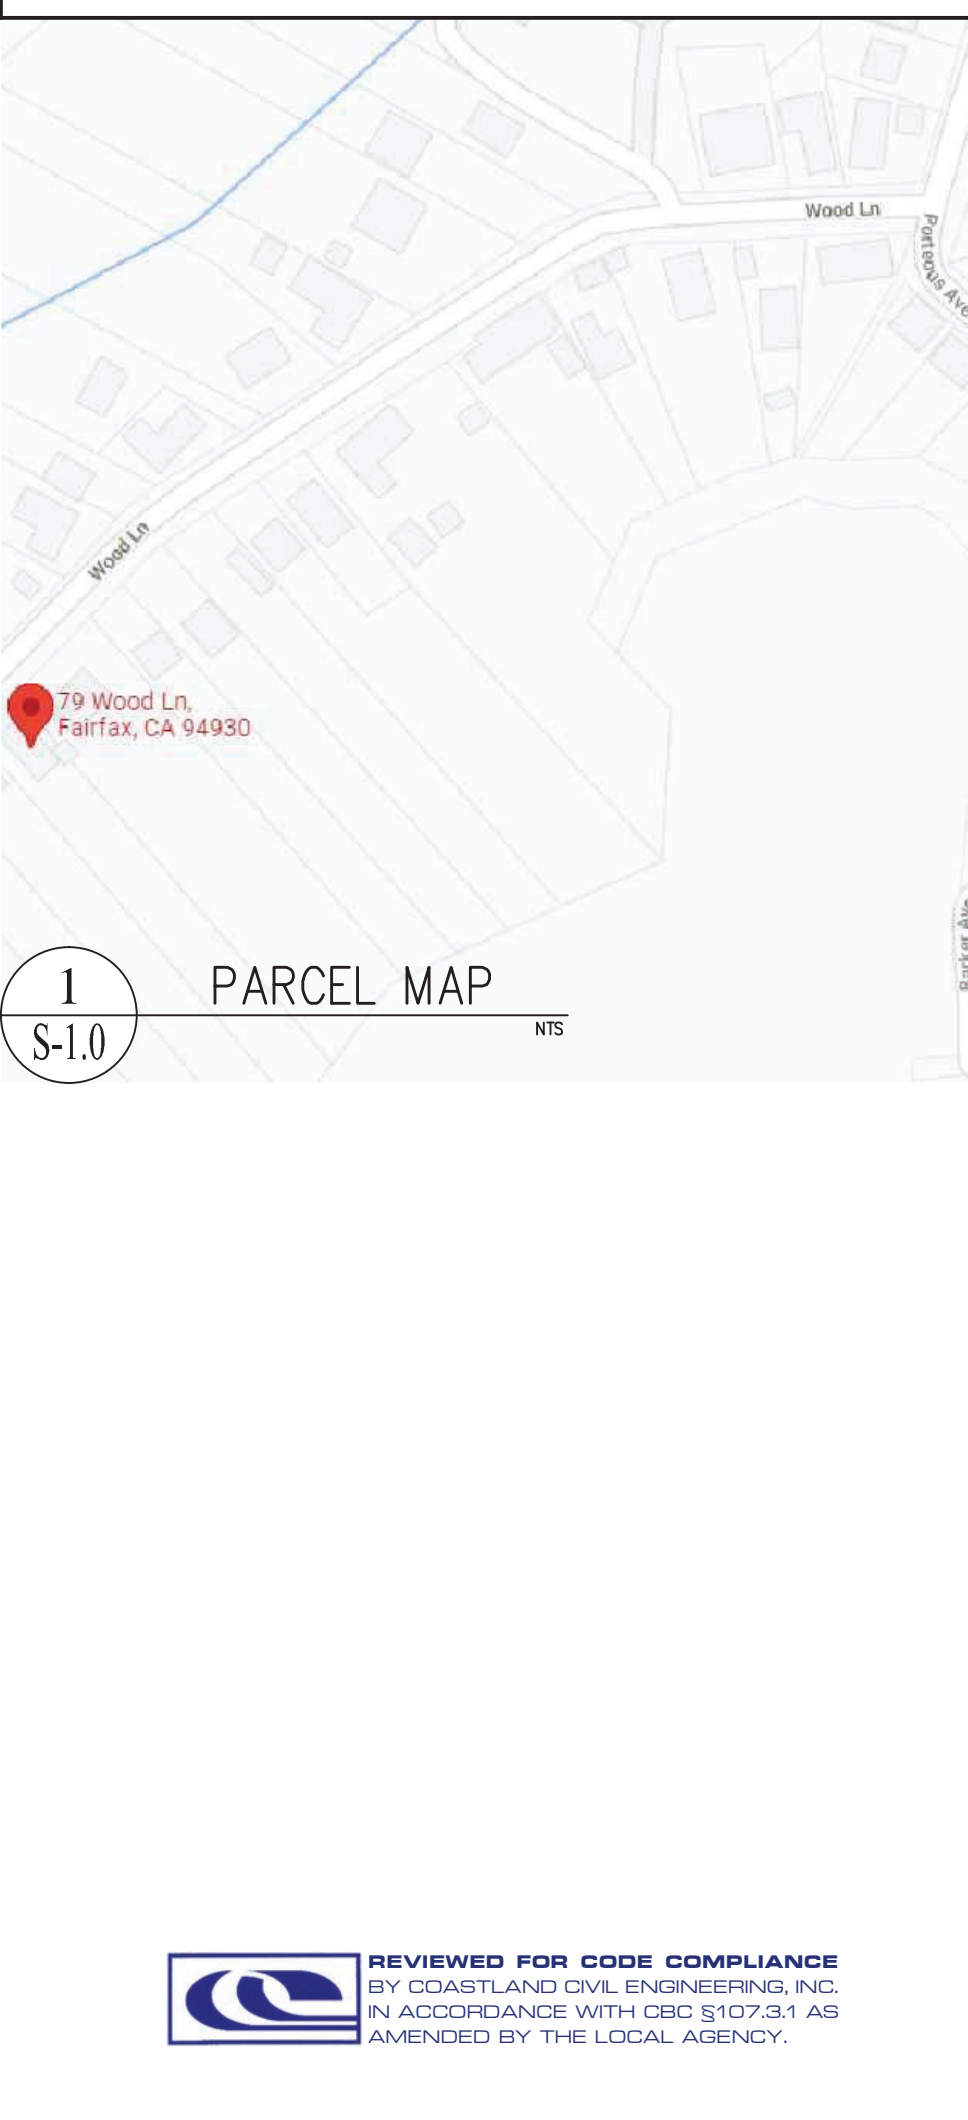 Wood Ln
Porteous Ave
Wood Ln
79 Wood Ln,
Fairfax, CA 94930
Parker Ave
1
PARCEL MAP
S-1.0
NTS
REVIEWED FOR CODE COMPLIANCE
BY COASTLAND CIVIL ENGINEERING, INC.
IN ACCORDANCE WITH CBC §107.3.1 AS
AMENDED BY THE LOCAL AGENCY.